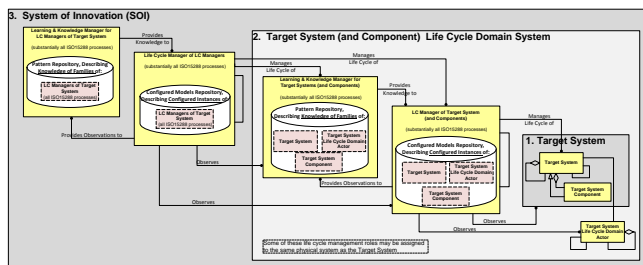 3. System of Innovation (SOI)
2. Target System (and Component) Life Cycle Domain System
1. Target System
Learning & Knowledge Manager for
LC Managers of Target System
(substantially all ISO15288 processes)
Pattern Repository, Describing
Knowledge of Families of:
LC Managers of Target
System
(all ISO15288 processes)
Provides
Knowledge to
Life Cycle Manager of LC Managers
(substantially all ISO15288 processes)
Configured Models Repository,
Describing Configured Instances of:
LC Managers of Target
System
(all ISO15288 processes)
Provides Observations to
Manages
Life Cycle of
Manages
Life Cycle of
Learning & Knowledge Manager for
Target Systems (and Components)
(substantially all ISO15288 processes)
Pattern Repository,
Describing Knowledge of Families of:
Target System
Target System
Life Cycle Domain
Actor
Target System
Component
Provides
Knowledge to
LC Manager of Target System
(and Components)
(substantially all ISO15288 processes)
Configured Models Repository,
Describing Configured Instances of:
Target System
Target System
Life Cycle Domain
Actor
Target System
Component
Manages
Life Cycle of
Target System
Target System
Component
Target System
Life Cycle Domain
Actor
Observes
Provides Observations to
Observes
Observes
Observes
Some of these life cycle management roles may be assigned
to the same physical system as the Target System